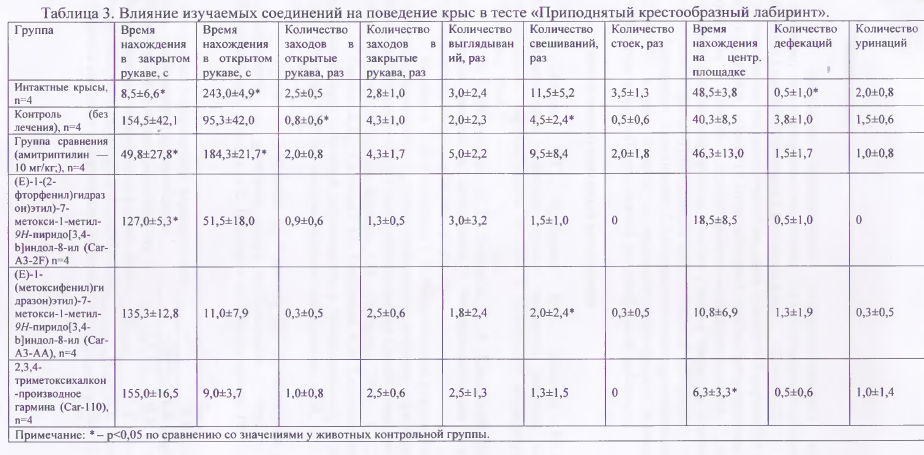 Таблица 3. Влияние изучаемых соединений на поведение крыс в тесте «Приподнятый крестообразный лабиринт».
Группа | Время нахождения в закрытом рукаве, с | Время нахождения в открытом рукаве, с | Количество заходов в открытые рукава, раз | Количество заходов в закрытые рукава, раз | Количество выглядываний, раз | Количество свешиваний, раз | Количество стоек, раз | Время нахождения на центр. площадке | Количество дефекаций | Количество уринаций
Интактные крысы, n=4 | 8,5±6,6* | 243,0±4,9* | 2,5±0,5 | 2,8±1,0 | 3,0±2,4 | 11,5±5,2 | 3,5±1,3 | 48,5±3,8 | 0,5±1,0* | 2,0±0,8
Контроль (без лечения), n=4 | 154,5±42,1 | 95,3±42,0 | 0,8±0,6* | 4,3±1,0 | 2,0±2,3 | 4,5±2,4* | 0,5±0,6 | 40,3±8,5 | 3,8±1,0 | 1,5±0,6
Группа сравнения (амитриптилин — 10 мг/кг;), n=4 | 49,8±27,8* | 184,3±21,7* | 2,0±0,8 | 4,3±1,7 | 5,0±2,2 | 9,5±8,4 | 2,0±1,8 | 46,3±13,0 | 1,5±1,7 | 1,0±0,8
(Е)-1-(2-фторфенил)гидразон)этил)-7-метокси-1-метил-9Н-пиридо[3,4-b]индол-8-ил (Car-A3-2F) n=4 | 127,0±5,3* | 51,5±18,0 | 0,9±0,6 | 1,3±0,5 | 3,0±3,2 | 1,5±1,0 | 0 | 18,5±8,5 | 0,5±1,0 | 0
(Е)-1-(метоксифенил)гидразон)этил)-7-метокси-1-метил-9Н-пиридо[3,4-b]индол-8-ил (Car-A3-AA), n=4 | 135,3±12,8 | 11,0±7,9 | 0,3±0,5 | 2,5±0,6 | 1,8±2,4 | 2,0±2,4* | 0,3±0,5 | 10,8±6,9 | 1,3±1,9 | 0,3±0,5
2,3,4-триметоксихалкон-производное гармина (Car-110), n=4 | 155,0±16,5 | 9,0±3,7 | 1,0±0,8 | 2,5±0,6 | 2,5±1,3 | 1,3±1,5 | 0 | 6,3±3,3* | 0,5±0,6 | 1,0±1,4
Примечание: * – p<0,05 по сравнению со значениями у животных контрольной группы.